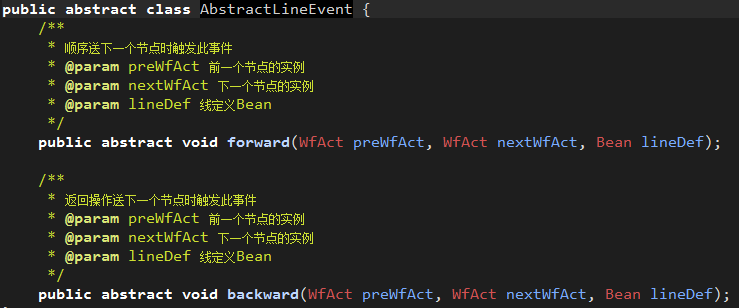 public abstract class AbstractLineEvent {
/**
* 顺序送下一个节点时触发此事件
* @param preWfAct 前一个节点的实例
* @param nextWfAct 下一个节点的实例
* @param lineDef 线定义Bean
*/
public abstract void forward(WfAct preWfAct, WfAct nextWfAct, Bean lineDef);
/**
* 返回操作送下一个节点时触发此事件
* @param preWfAct 前一个节点的实例
* @param nextWfAct 下一个节点的实例
* @param lineDef 线定义Bean
*/
public abstract void backward(WfAct preWfAct, WfAct nextWfAct, Bean lineDef);